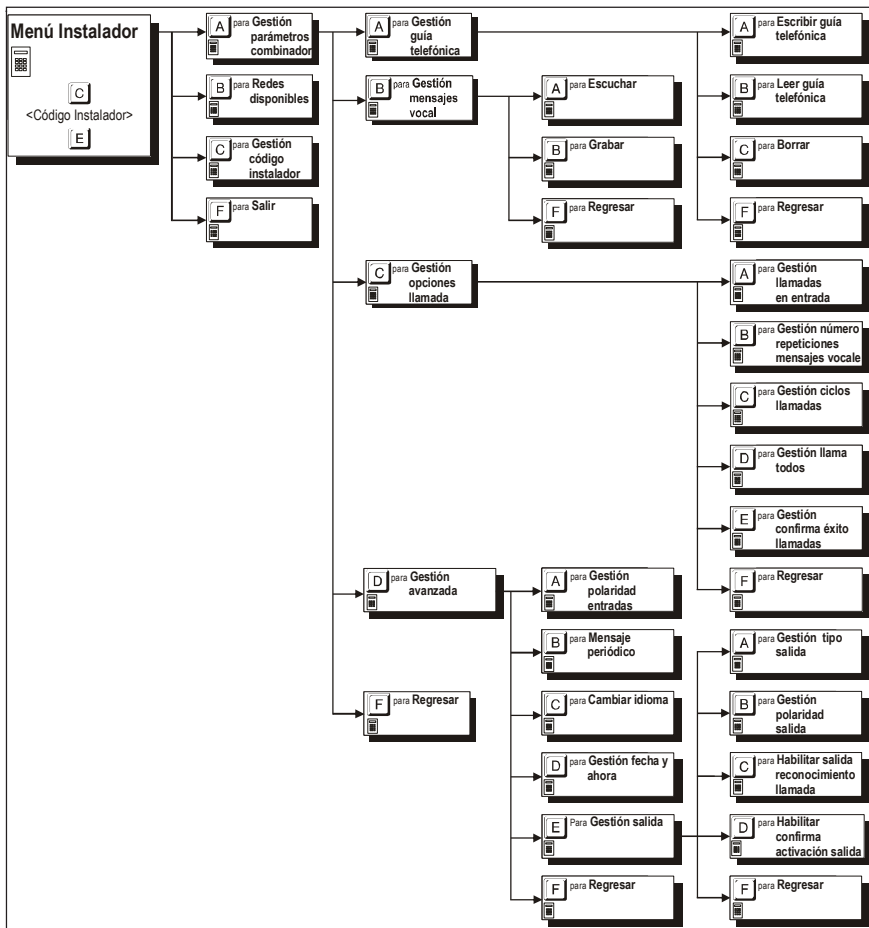 Menú Instalador
C
<Código Instalador>
E
A para Gestión
parámetros
combinador
B para Redes
disponibles
C para Gestión
código
instalador
F para Salir
A para Gestión
guía
telefónica
B para Gestión
mensajes
vocal
C para Gestión
opciones
llamada
D para Gestión
avanzada
F para Regresar
A para Escuchar
B para Grabar
F para Regresar
A para Gestión
polaridad
entradas
B para Mensaje
periódico
C para Cambiar idioma
D para Gestión fecha y
ahora
E Para Gestión salida
F para Regresar
A para Escribir guía
telefónica
B para Leer guía
telefónica
C para Borrar
F para Regresar
A para Gestión
llamadas
en entrada
B para Gestión número
repeticiones
mensajes vocale
C para Gestión ciclos
llamadas
D para Gestión llama
todos
E para Gestión
confirma éxito
llamadas
F para Regresar
A para Gestión tipo
salida
B para Gestión
polaridad
salida
C para Habilitar salida
reconocimiento
llamada
D para Habilitar
confirma
activación salida
F para Regresar